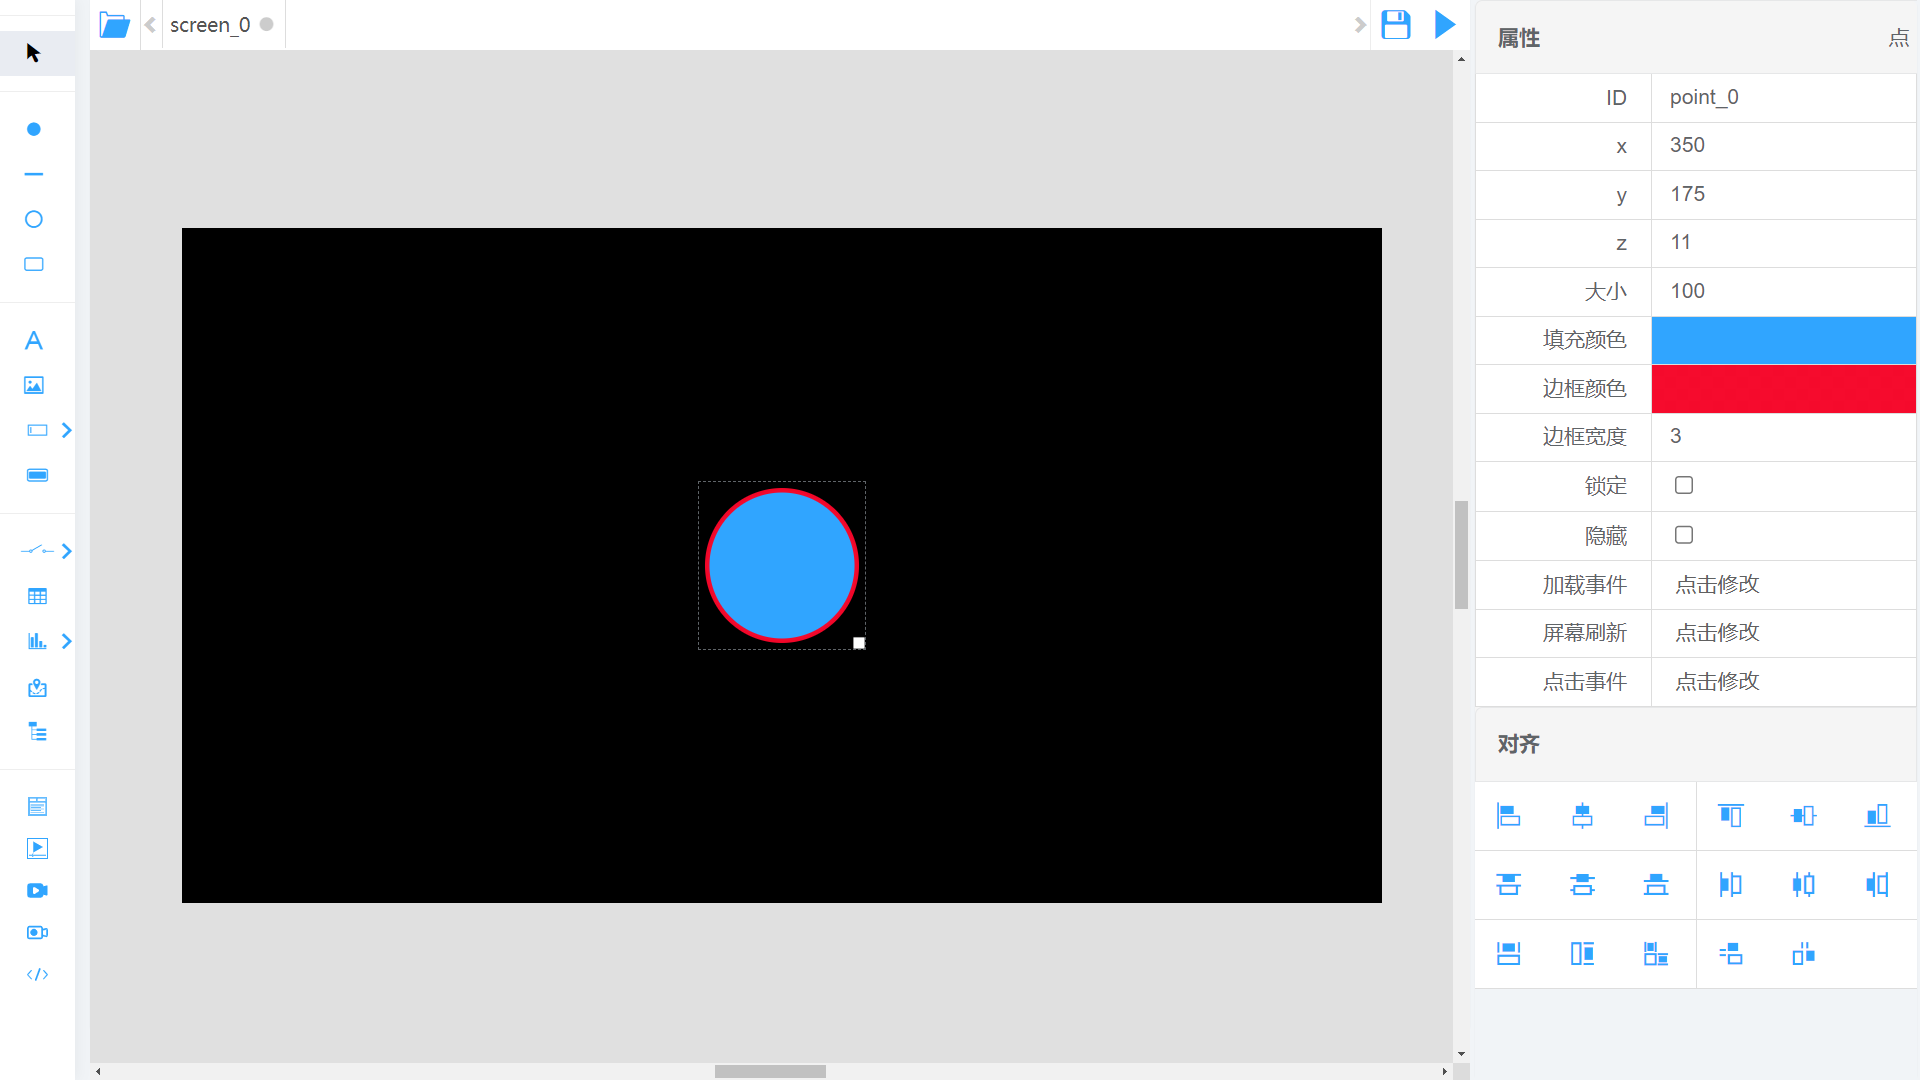 screen_0
属性 点
ID point_0
x 350
y 175
z 11
大小 100
填充颜色
边框颜色
边框宽度 3
锁定
隐藏
加载事件 点击修改
屏幕刷新 点击修改
点击事件 点击修改
对齐